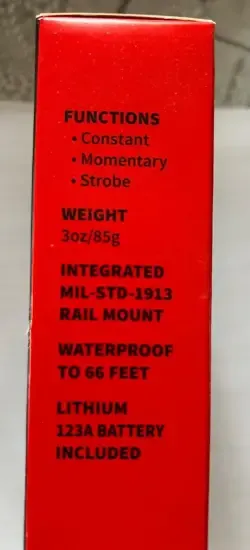 FUNCTIONS
• Constant
• Momentary
• Strobe
WEIGHT
3oz/85g
INTEGRATED
MIL-STD-1913
RAIL MOUNT
WATERPROOF
TO 66 FEET
LITHIUM
123A BATTERY
INCLUDED